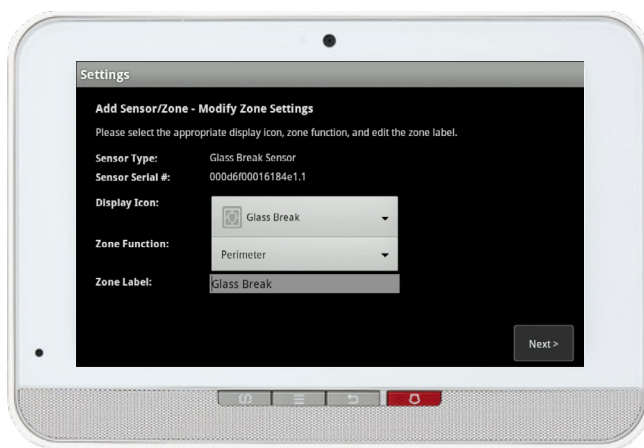 Settings
Add Sensor/Zone - Modify Zone Settings
Please select the appropriate display icon, zone function, and edit the zone label.
Sensor Type: Glass Break Sensor
Sensor Serial #: 000d6f00016184e1.1
Display Icon: Glass Break
Zone Function: Perimeter
Zone Label: Glass Break
Next >